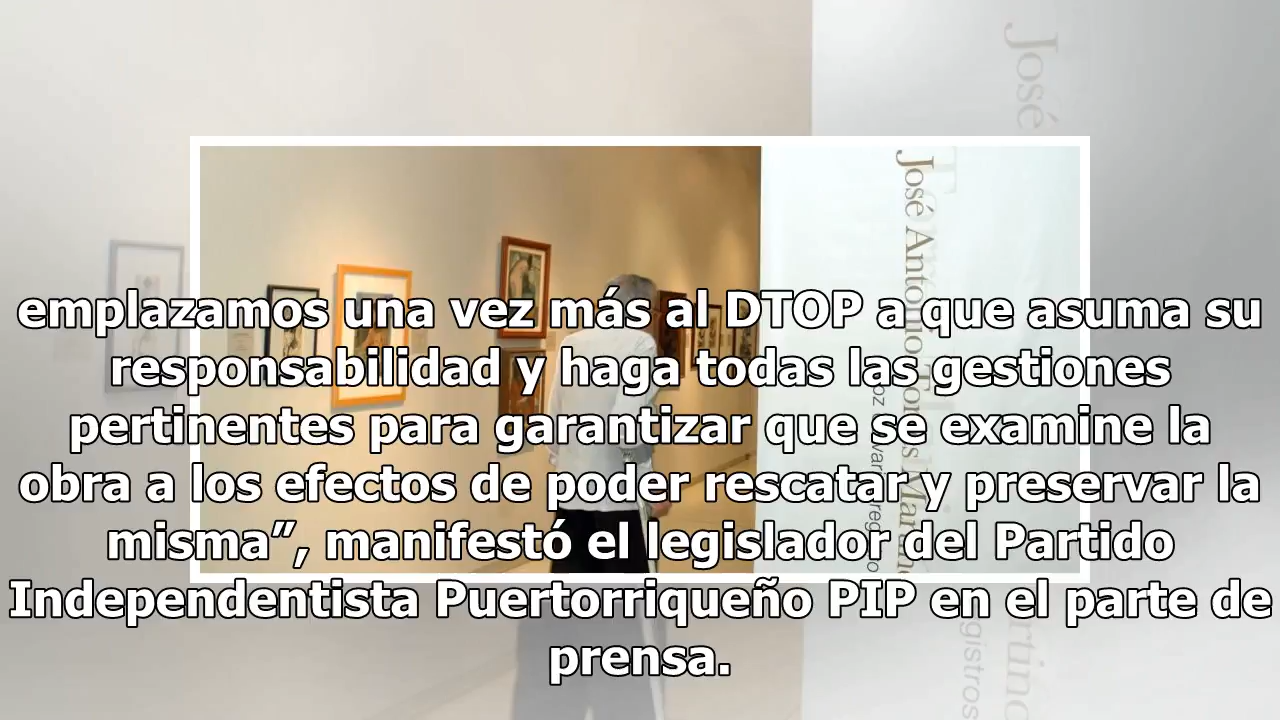 emplazamos una vez más al DTOP a que asuma su
responsabilidad y haga todas las gestiones
pertinentes para garantizar que se examine la
obra a los efectos de poder rescatar y preservar la
misma”, manifestó el legislador del Partido
Independentista Puertorriqueño PIP en el parte de
prensa.
José Antonio Torres